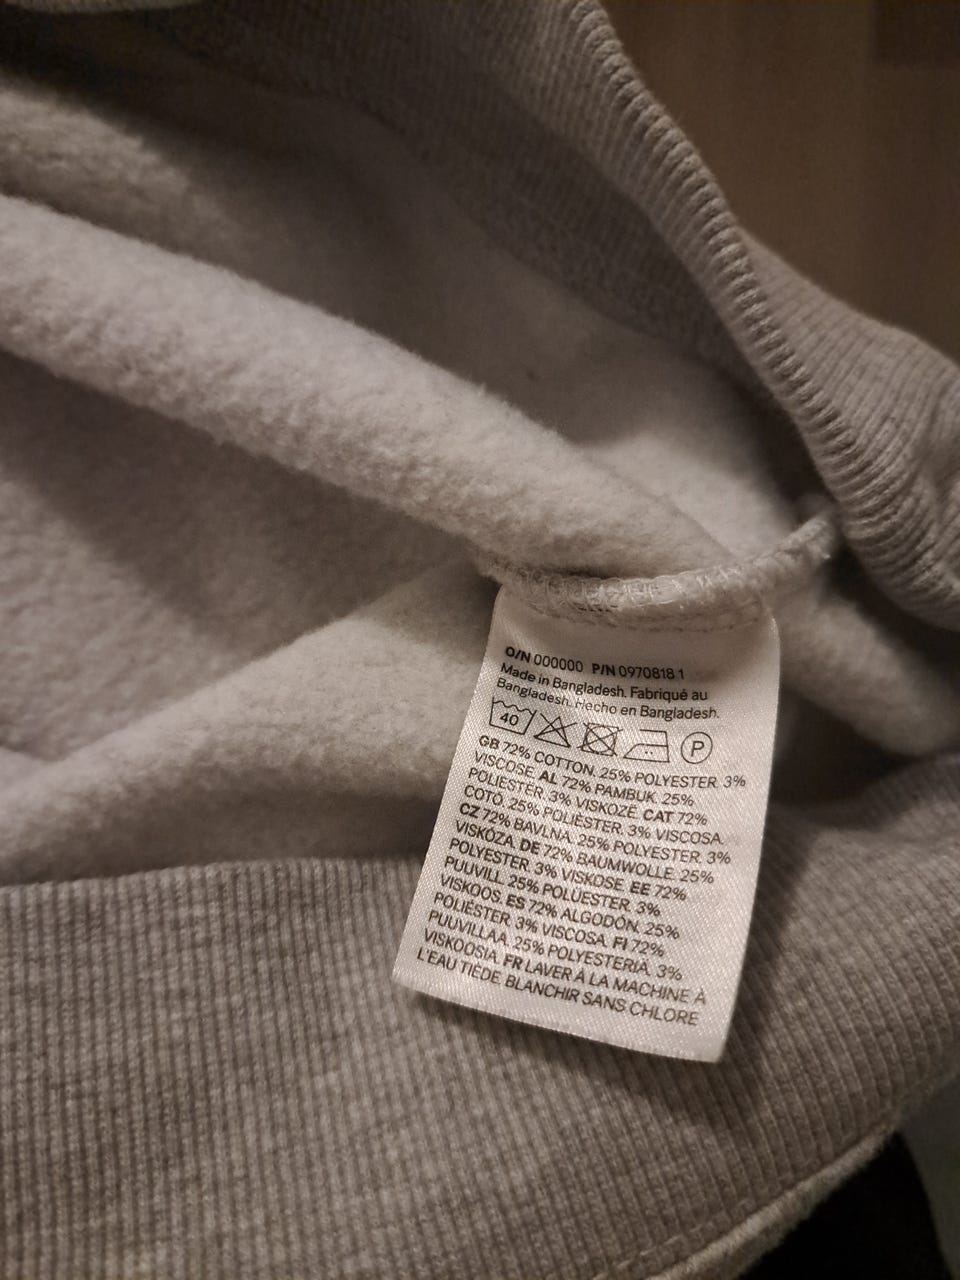 O/N 000000 P/N 0970818 1
Made in Bangladesh. Fabriqué au
Bangladesh. Hecho en Bangladesh.
40 P
GB 72% COTTON. 25% POLYESTER. 3%
VISCOSE. AL 72% PAMBUK. 25%
POLIESTËR. 3% VISKOZË. CAT 72%
COTÓ. 25% POLIÈSTER. 3% VISCOSA.
CZ 72% BAVLNA. 25% POLYESTER. 3%
VISKÓZA. DE 72% BAUMWOLLE. 25%
POLYESTER. 3% VISKOSE. EE 72%
PUUVILL. 25% POLÜESTER. 3%
VISKOOS. ES 72% ALGODÓN. 25%
POLIÉSTER. 3% VISCOSA. FI 72%
PUUVILLAA. 25% POLYESTERIÄ. 3%
VISKOOSIA. FR LAVER À LA MACHINE À
L'EAU TIÈDE. BLANCHIR SANS CHLORE